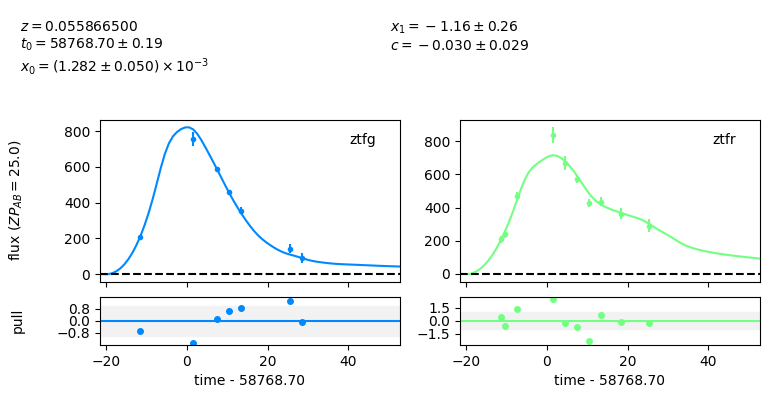 z = 0.055866500
t₀ = 58768.70 ± 0.19
x₀ = (1.282 ± 0.050) × 10⁻³
x₁ = −1.16 ± 0.26
c = −0.030 ± 0.029
flux (ZP_AB = 25.0)
800
600
400
200
0
ztfg
800
600
400
200
0
ztfr
pull
0.8
0.0
−0.8
−20
0
20
40
time - 58768.70
1.5
0.0
−1.5
−20
0
20
40
time - 58768.70